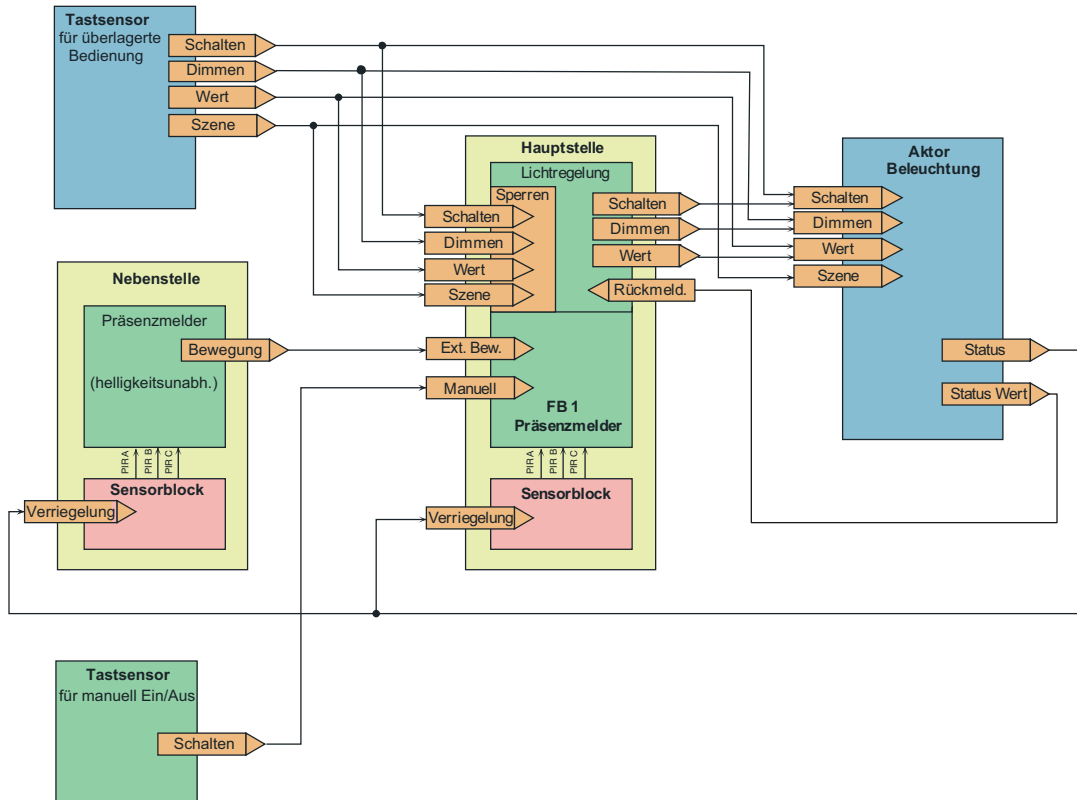 Tastsensor
für überlagerte
Bedienung
Schalten
Dimmen
Wert
Szene
Hauptstelle
Lichtregelung
Sperren
Schalten
Dimmen
Wert
Szene
Schalten
Dimmen
Wert
Rückmeld.
Ext. Bew.
Manuell
FB 1
Präsenzmelder
PIR A
PIR B
PIR C
Sensorblock
Verriegelung
Aktor
Beleuchtung
Schalten
Dimmen
Wert
Szene
Status
Status Wert
Nebenstelle
Präsenzmelder
Bewegung
(helligkeitsunabh.)
PIR A
PIR B
PIR C
Sensorblock
Verriegelung
Tastsensor
für manuell Ein/Aus
Schalten